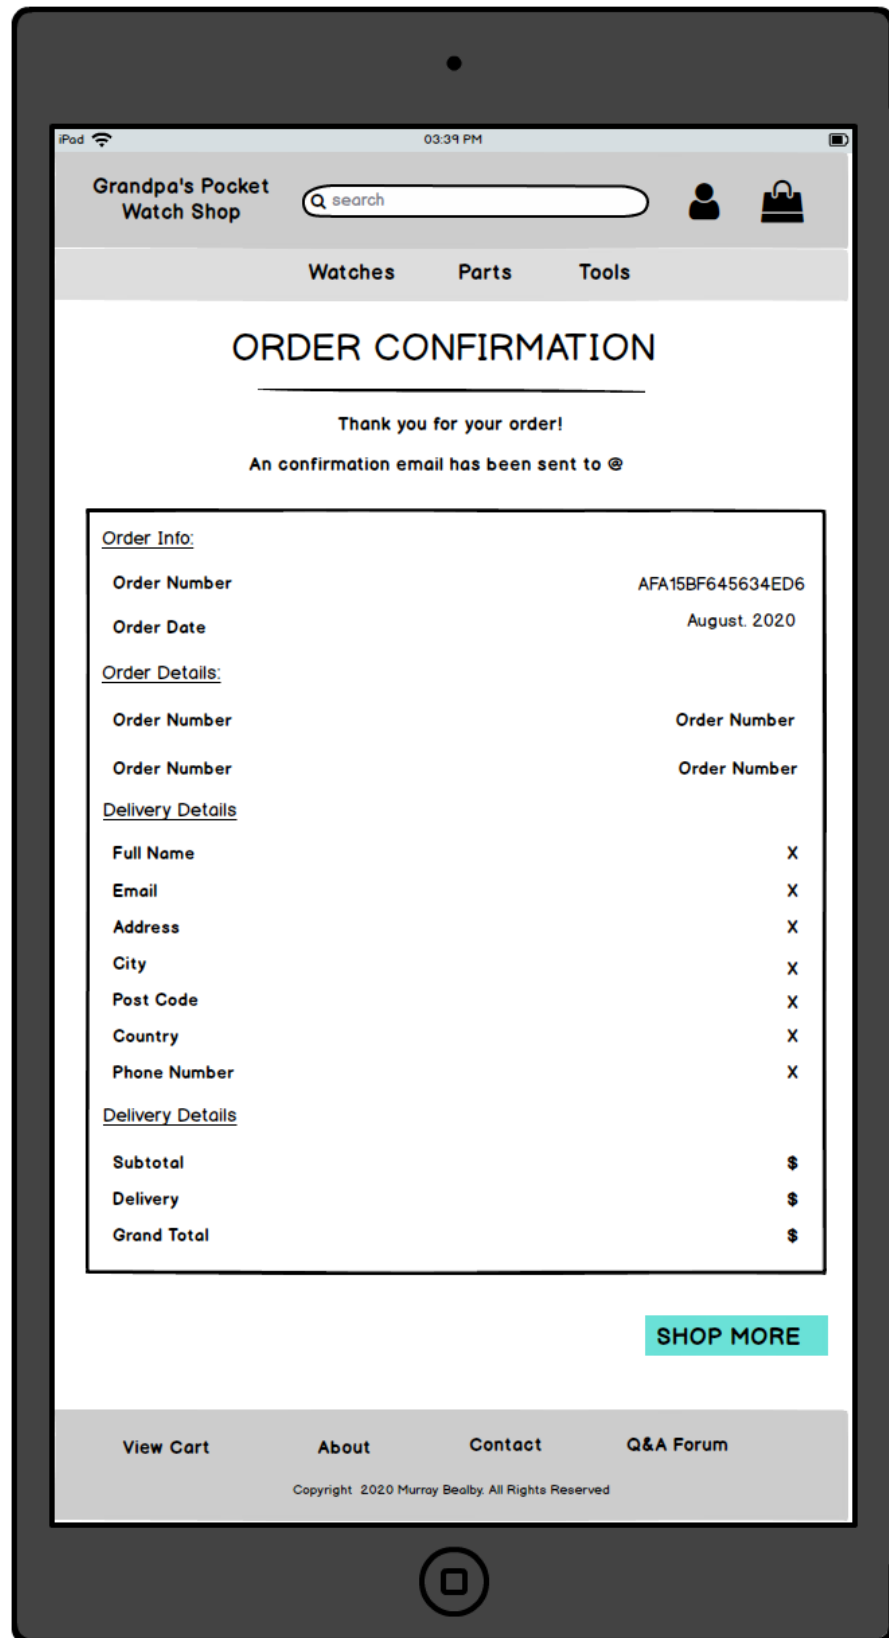 iPad 03:39 PM
Grandpa's Pocket
Watch Shop
search
Watches Parts Tools
ORDER CONFIRMATION
Thank you for your order!
An confirmation email has been sent to @
Order Info:
Order Number AFA15BF645634ED6
Order Date August. 2020
Order Details:
Order Number Order Number
Order Number Order Number
Delivery Details
Full Name X
Email X
Address X
City X
Post Code X
Country X
Phone Number X
Delivery Details
Subtotal $
Delivery $
Grand Total $
SHOP MORE
View Cart About Contact Q&A Forum
Copyright 2020 Murray Bealby. All Rights Reserved